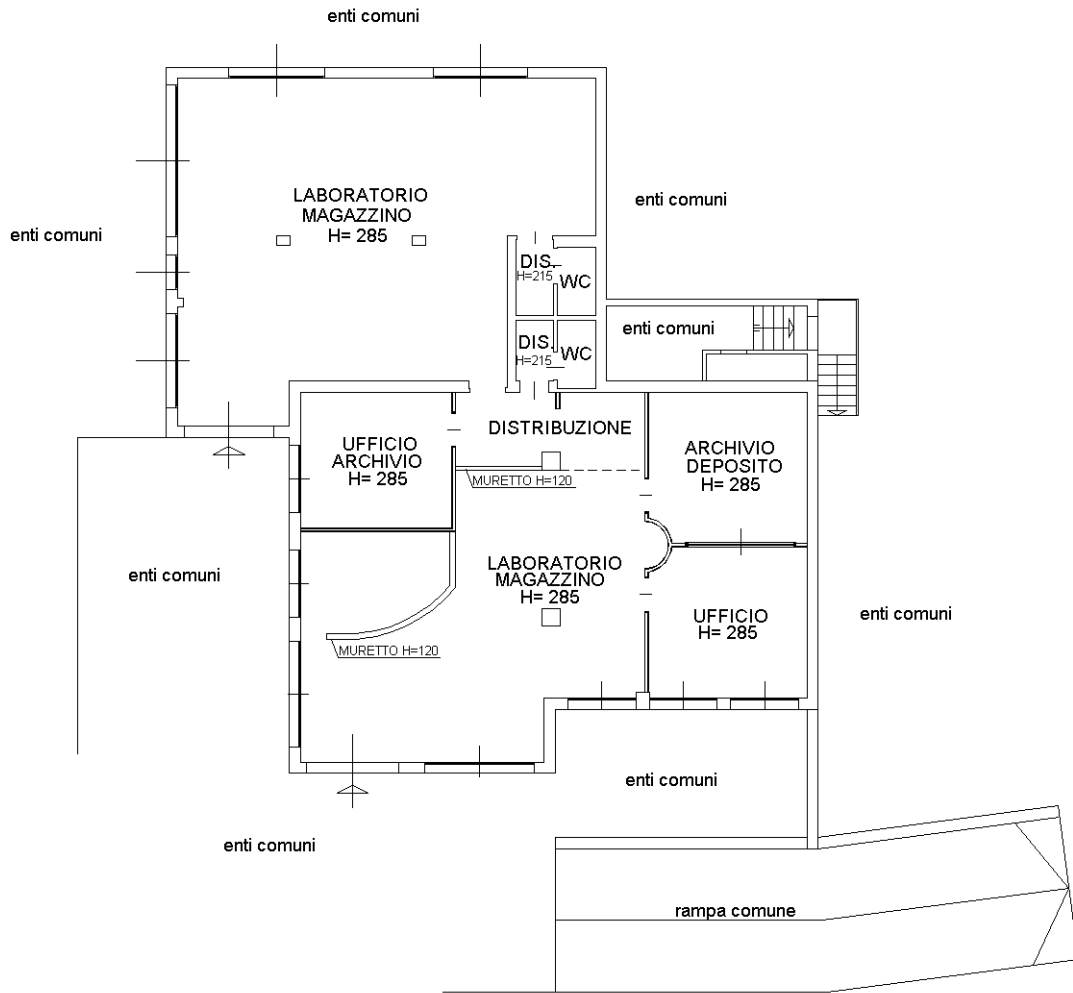 enti comuni
LABORATORIO
MAGAZZINO
H= 285
enti comuni
enti comuni
DIS.
H=215
WC
enti comuni
DIS.
H=215
WC
DISTRIBUZIONE
UFFICIO
ARCHIVIO
H= 285
ARCHIVIO
DEPOSITO
H= 285
MURETTO H=120
enti comuni
LABORATORIO
MAGAZZINO
H= 285
UFFICIO
H= 285
enti comuni
MURETTO H=120
enti comuni
enti comuni
rampa comune